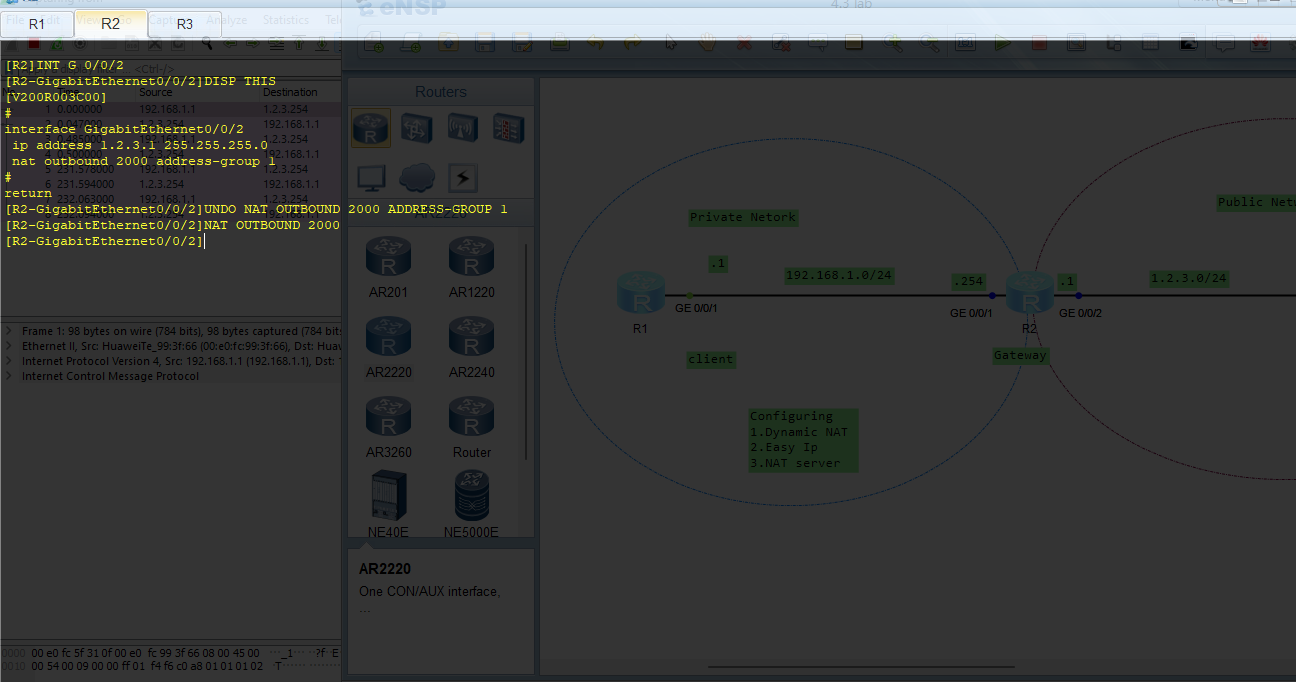 eNSP
4.3 lab
File Edit View Go Capture Analyze Statistics Tel
R1
R2
R3
[R2]INT G 0/0/2
[R2-GigabitEthernet0/0/2]DISP THIS
[V200R003C00]
#
interface GigabitEthernet0/0/2
ip address 1.2.3.1 255.255.255.0
nat outbound 2000 address-group 1
#
return
[R2-GigabitEthernet0/0/2]UNDO NAT OUTBOUND 2000 ADDRESS-GROUP 1
[R2-GigabitEthernet0/0/2]NAT OUTBOUND 2000
[R2-GigabitEthernet0/0/2]
<Ctrl-/>
Time Source Destination
1 0.000000 192.168.1.1 1.2.3.254
2 0.047000 1.2.3.254 192.168.1.1
1.2.3.254
192.168.1.1
5 231.578000 192.168.1.1 1.2.3.254
6 231.594000 1.2.3.254 192.168.1.1
7 232.063000 192.168.1.1 1.2.3.254
192.168.1.1
Frame 1: 98 bytes on wire (784 bits), 98 bytes captured (784 bits
Ethernet II, Src: HuaweiTe_99:3f:66 (00:e0:fc:99:3f:66), Dst: Huaw
Internet Protocol Version 4, Src: 192.168.1.1 (192.168.1.1), Dst: 1
Internet Control Message Protocol
0000 00 e0 fc 5f 31 0f 00 e0 fc 99 3f 66 08 00 45 00 ···_1··· ··?f··E
0010 00 54 00 09 00 00 ff 01 f4 f6 c0 a8 01 01 01 02 ·T······
Routers
AR2220
AR201
AR1220
AR2220
AR2240
AR3260
Router
NE40E
NE5000E
AR2220
One CON/AUX interface,
...
Private Netork
Public Netw
.1
192.168.1.0/24
.254
.1
1.2.3.0/24
GE 0/0/1
GE 0/0/1
GE 0/0/2
R1
R2
client
Gateway
Configuring
1.Dynamic NAT
2.Easy Ip
3.NAT server